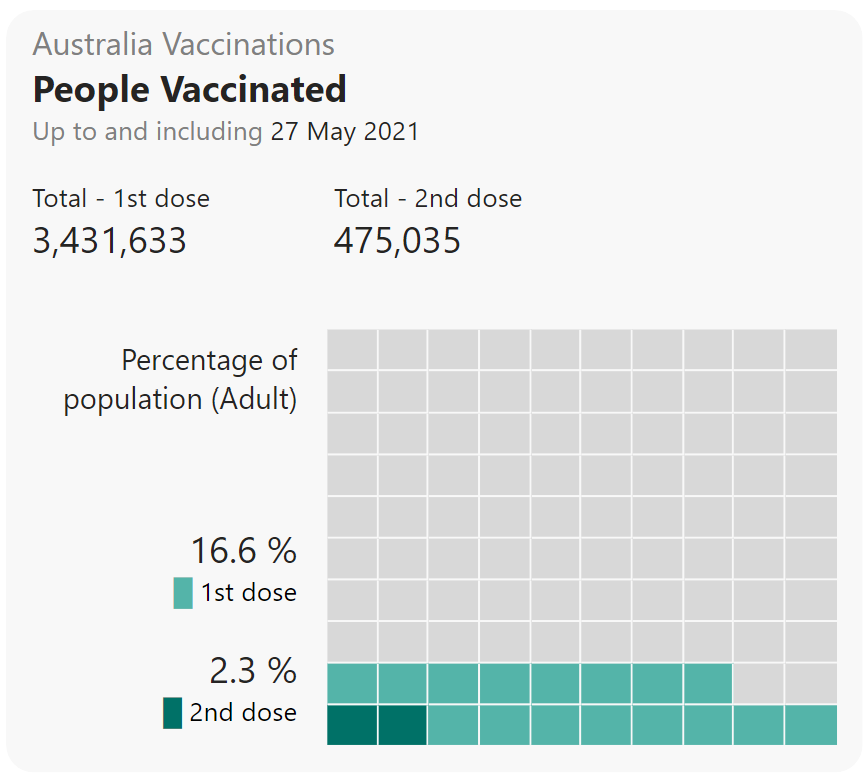 Australia Vaccinations
People Vaccinated
Up to and including 27 May 2021
Total - 1st dose
3,431,633
Total - 2nd dose
475,035
Percentage of
population (Adult)
16.6 %
1st dose
2.3 %
2nd dose